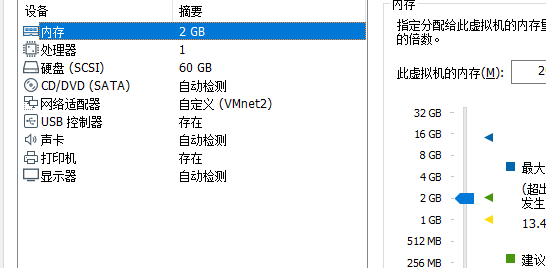 设备 摘要
内存 2 GB
处理器 1
硬盘 (SCSI) 60 GB
CD/DVD (SATA) 自动检测
网络适配器 自定义 (VMnet2)
USB 控制器 存在
声卡 自动检测
打印机 存在
显示器 自动检测
内存
指定分配给此虚拟机的内存量
的倍数。
此虚拟机的内存(M): 2
32 GB
16 GB
8 GB
4 GB
2 GB
1 GB
512 MB
256 MB
最大
(超出
发生
13.4
建议